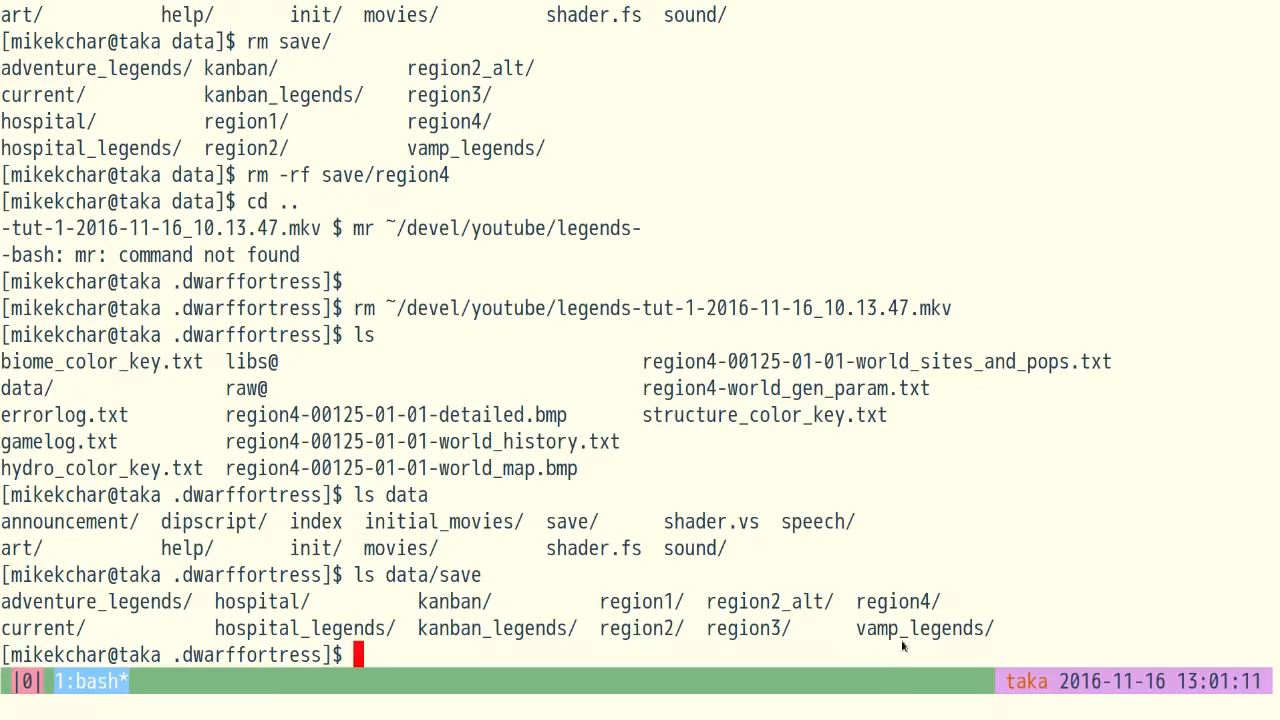 art/ help/ init/ movies/ shader.fs sound/
[mikekchar@taka data]$ rm save/
adventure_legends/ kanban/ region2_alt/
current/ kanban_legends/ region3/
hospital/ region1/ region4/
hospital_legends/ region2/ vamp_legends/
[mikekchar@taka data]$ rm -rf save/region4
[mikekchar@taka data]$ cd ..
-tut-1-2016-11-16_10.13.47.mkv $ mr ~/devel/youtube/legends-
-bash: mr: command not found
[mikekchar@taka .dwarffortress]$
[mikekchar@taka .dwarffortress]$ rm ~/devel/youtube/legends-tut-1-2016-11-16_10.13.47.mkv
[mikekchar@taka .dwarffortress]$ ls
biome_color_key.txt libs@ region4-00125-01-01-world_sites_and_pops.txt
data/ raw@ region4-world_gen_param.txt
errorlog.txt region4-00125-01-01-detailed.bmp structure_color_key.txt
gamelog.txt region4-00125-01-01-world_history.txt
hydro_color_key.txt region4-00125-01-01-world_map.bmp
[mikekchar@taka .dwarffortress]$ ls data
announcement/ dipscript/ index initial_movies/ save/ shader.vs speech/
art/ help/ init/ movies/ shader.fs sound/
[mikekchar@taka .dwarffortress]$ ls data/save
adventure_legends/ hospital/ kanban/ region1/ region2_alt/ region4/
current/ hospital_legends/ kanban_legends/ region2/ region3/ vamp_legends/
[mikekchar@taka .dwarffortress]$
|0| 1:bash* taka 2016-11-16 13:01:11